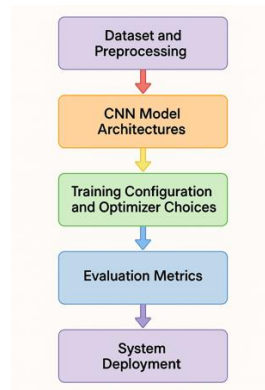 Dataset and
Preprocessing
CNN Model
Architectures
Training Configuration
and Optimizer Choices
Evaluation Metrics
System
Deployment